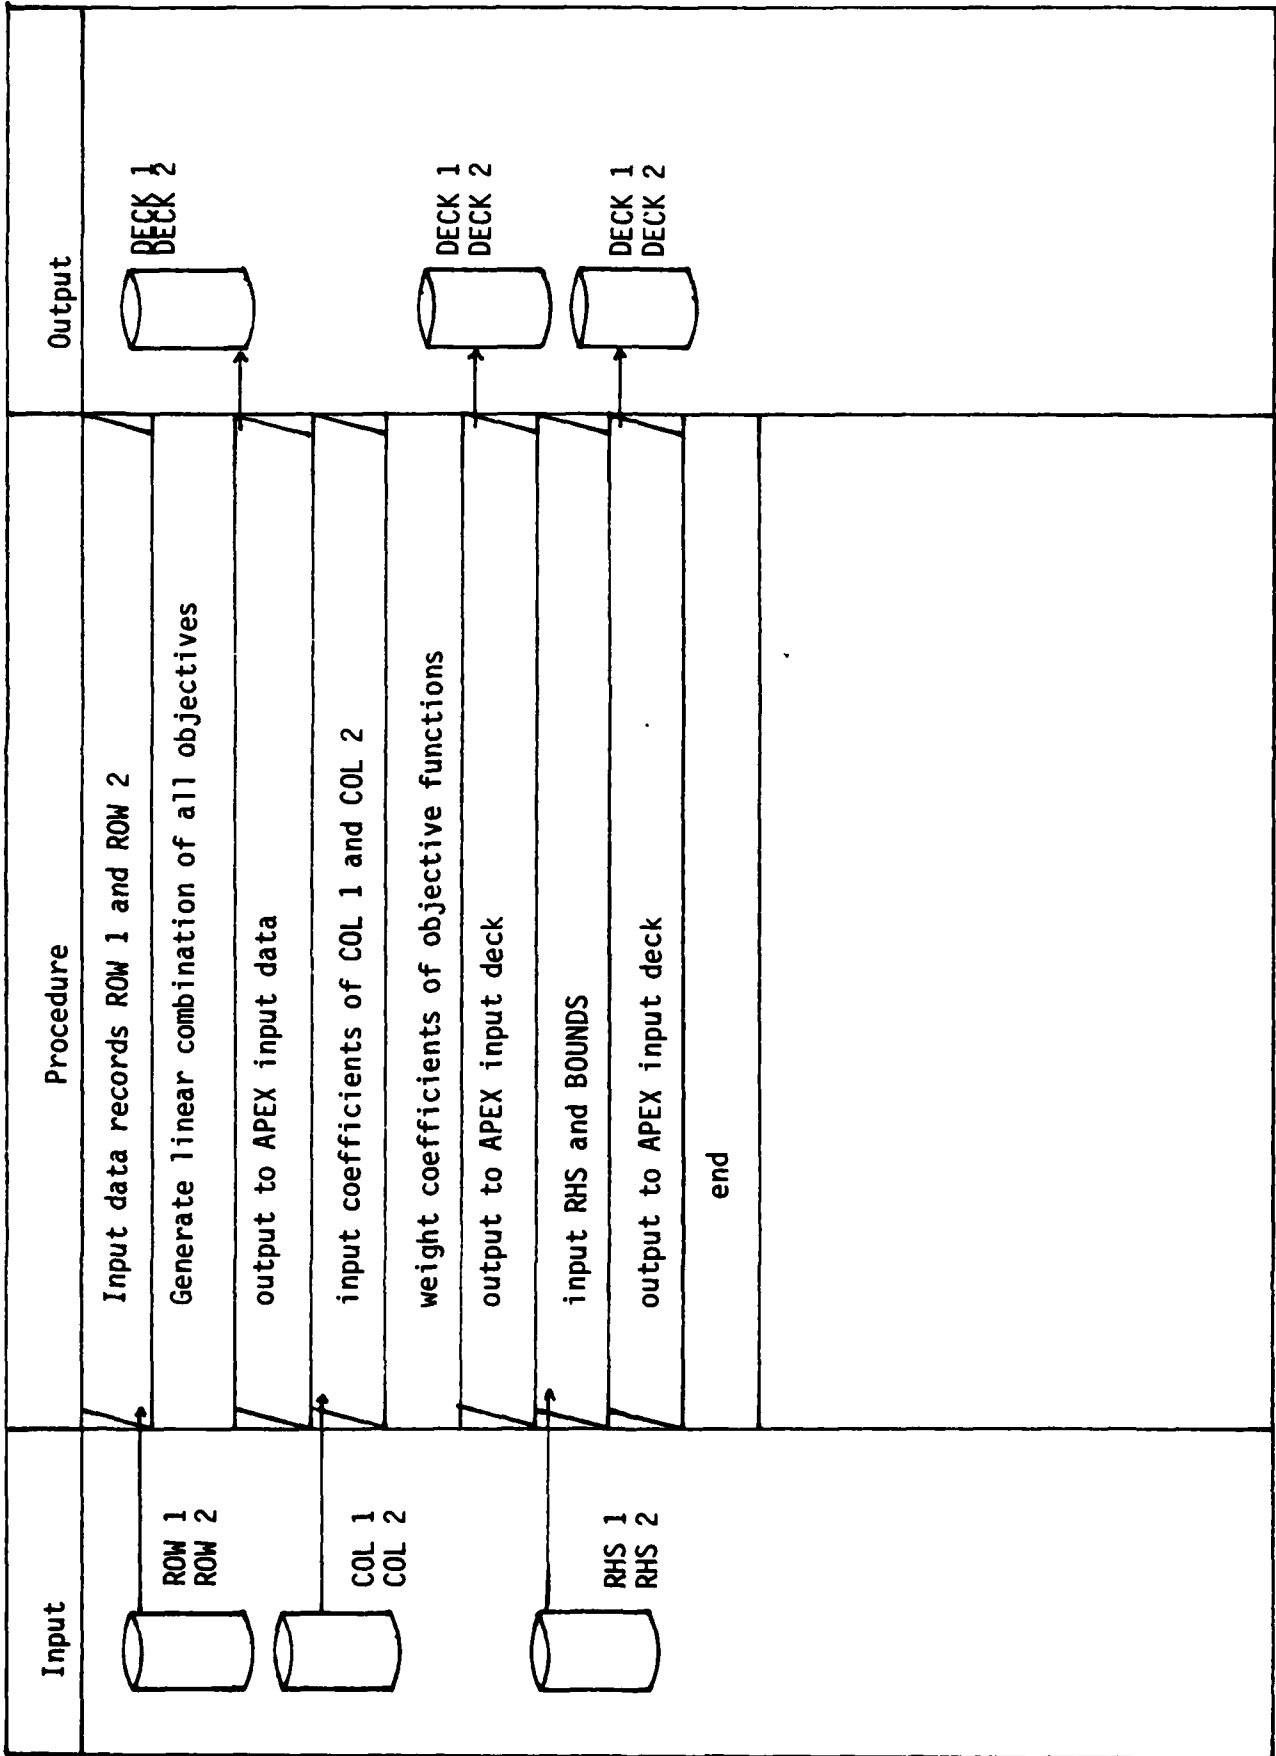 Input
Procedure
Output
ROW 1
ROW 2
COL 1
COL 2
RHS 1
RHS 2
Input data records ROW 1 and ROW 2
Generate linear combination of all objectives
output to APEX input data
input coefficients of COL 1 and COL 2
weight coefficients of objective functions
output to APEX input deck
input RHS and BOUNDS
output to APEX input deck
end
DECK 1
DECK 2
DECK 1
DECK 2
DECK 1
DECK 2